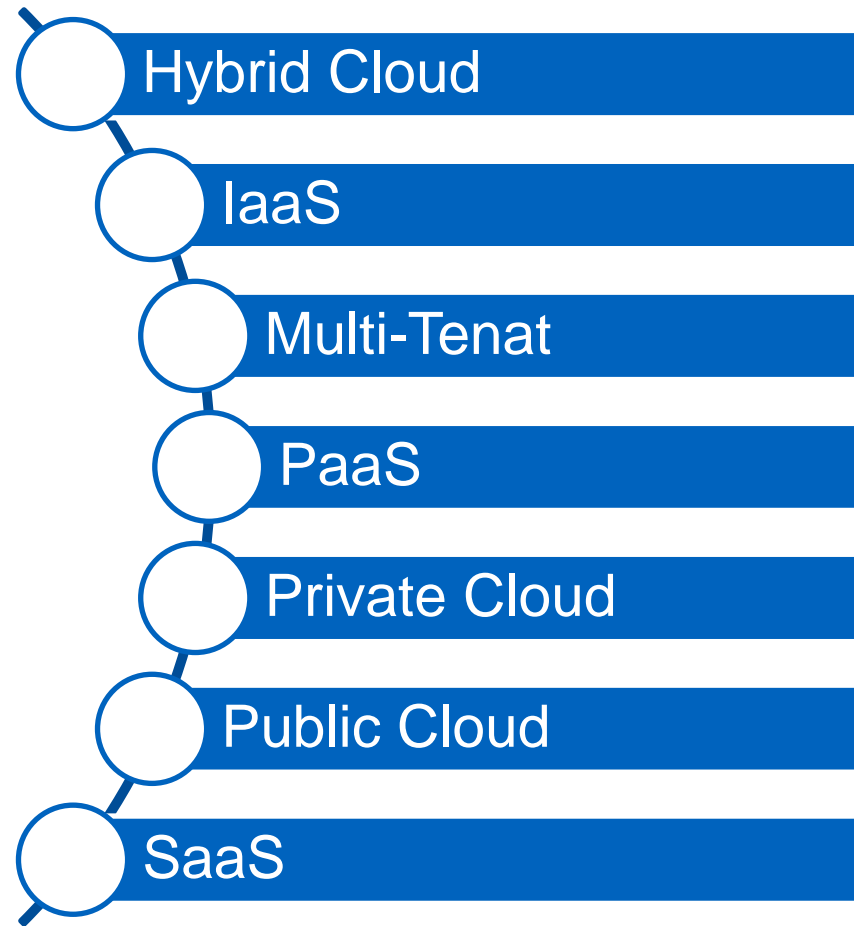 Hybrid Cloud
IaaS
Multi-Tenat
PaaS
Private Cloud
Public Cloud
SaaS